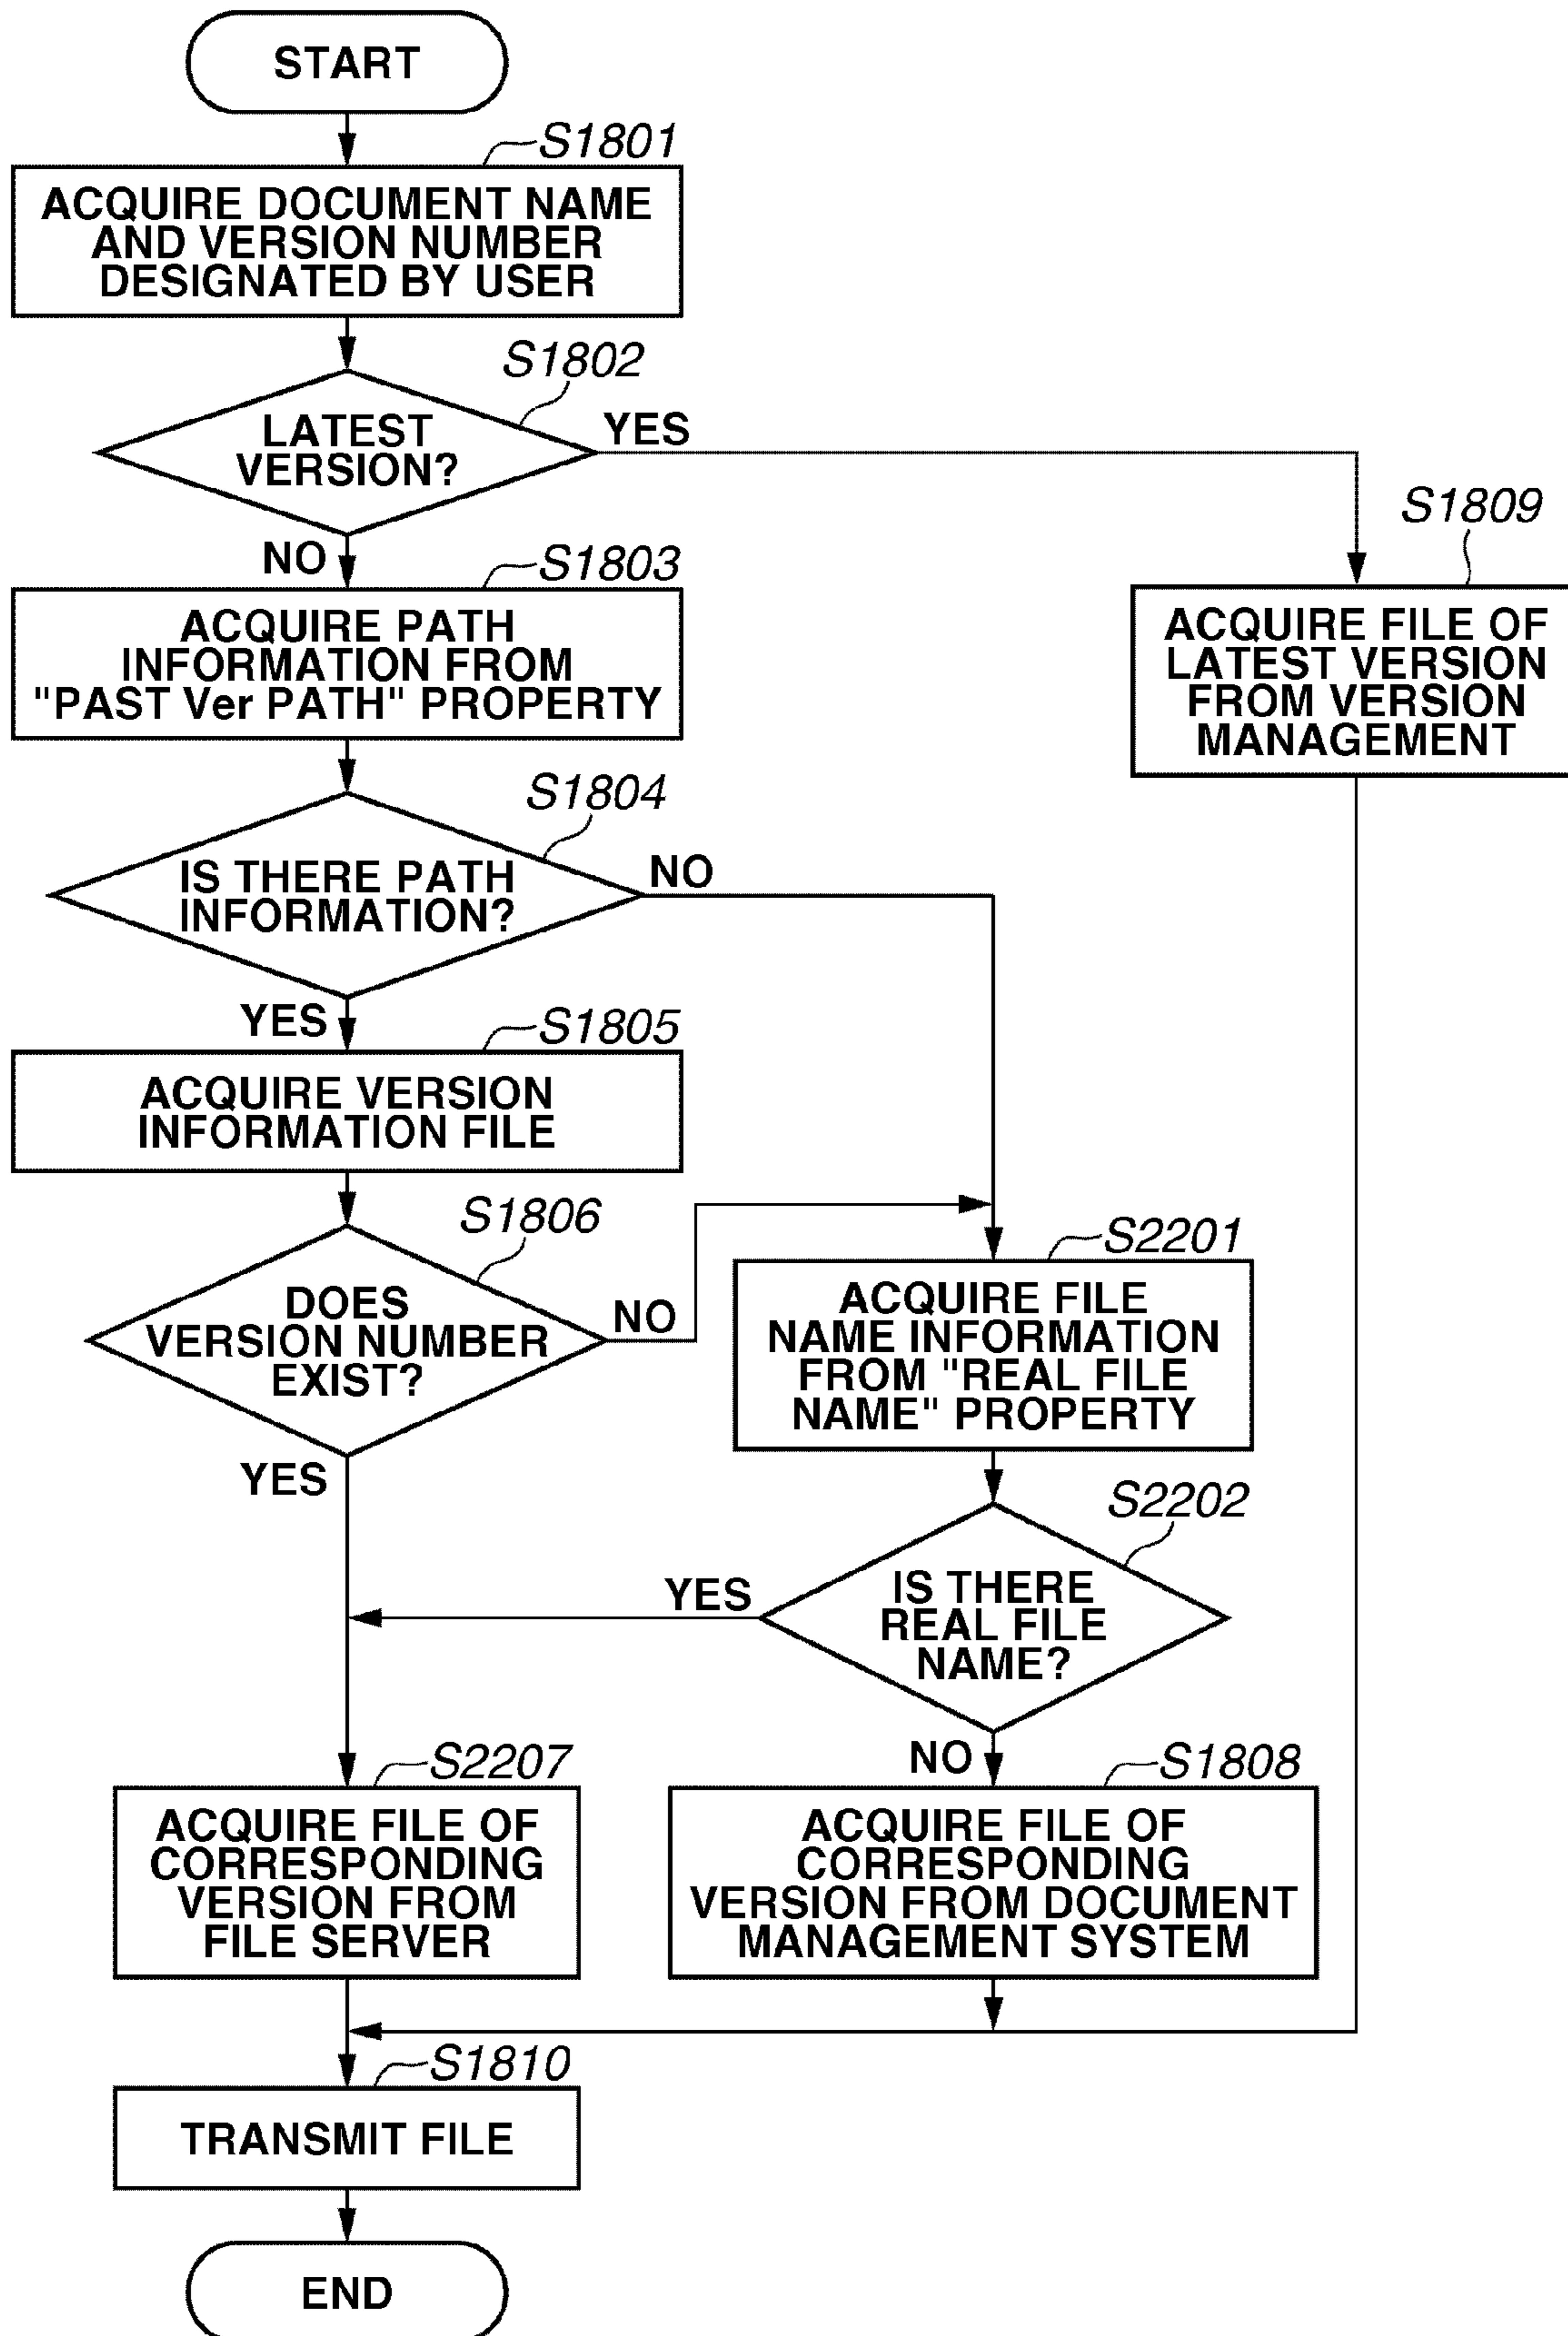 START
S1801
ACQUIRE DOCUMENT NAME
AND VERSION NUMBER
DESIGNATED BY USER
S1802
LATEST
VERSION?
YES
NO
S1803
ACQUIRE PATH
INFORMATION FROM
"PAST Ver PATH" PROPERTY
S1809
ACQUIRE FILE OF
LATEST VERSION
FROM VERSION
MANAGEMENT
S1804
IS THERE PATH
INFORMATION?
NO
YES
S1805
ACQUIRE VERSION
INFORMATION FILE
S1806
DOES
VERSION NUMBER
EXIST?
NO
YES
S2201
ACQUIRE FILE
NAME INFORMATION
FROM "REAL FILE
NAME" PROPERTY
S2202
IS THERE
REAL FILE
NAME?
YES
NO
S2207
ACQUIRE FILE OF
CORRESPONDING
VERSION FROM
FILE SERVER
S1808
ACQUIRE FILE OF
CORRESPONDING
VERSION FROM DOCUMENT
MANAGEMENT SYSTEM
S1810
TRANSMIT FILE
END